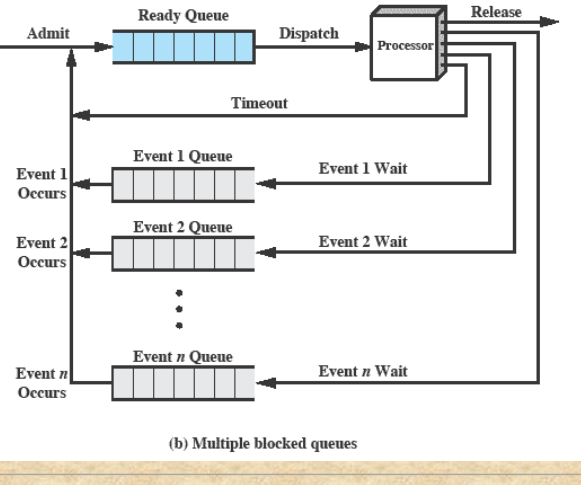 Release
Ready Queue
Admit
Dispatch
Processor
Timeout
Event 1 Queue
Event 1 Wait
Event 1
Occurs
Event 2 Queue
Event 2 Wait
Event 2
Occurs
Event n Queue
Event n Wait
Event n
Occurs
(b) Multiple blocked queues